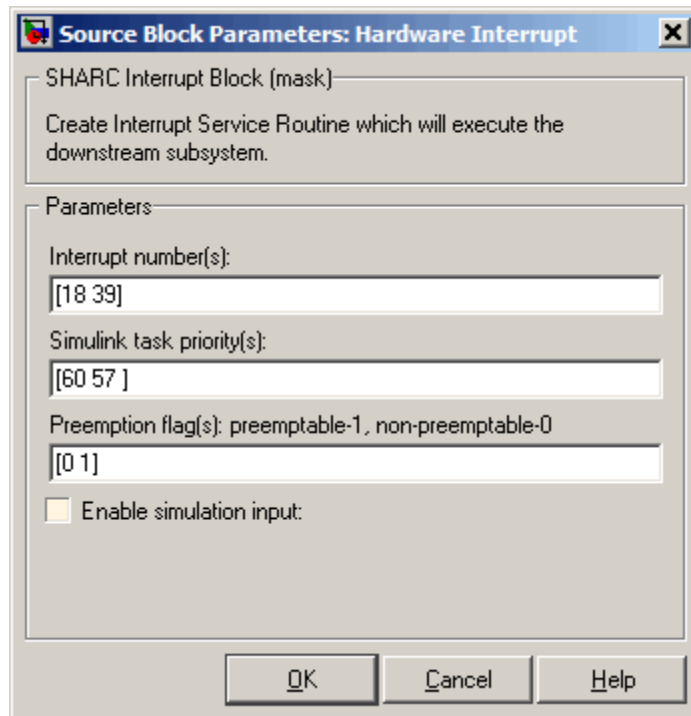 Source Block Parameters: Hardware Interrupt
SHARC Interrupt Block (mask)
Create Interrupt Service Routine which will execute the
downstream subsystem.
Parameters
Interrupt number(s):
[18 39]
Simulink task priority(s):
[60 57 ]
Preemption flag(s): preemptable-1, non-preemptable-0
[0 1]
Enable simulation input:
OK Cancel Help